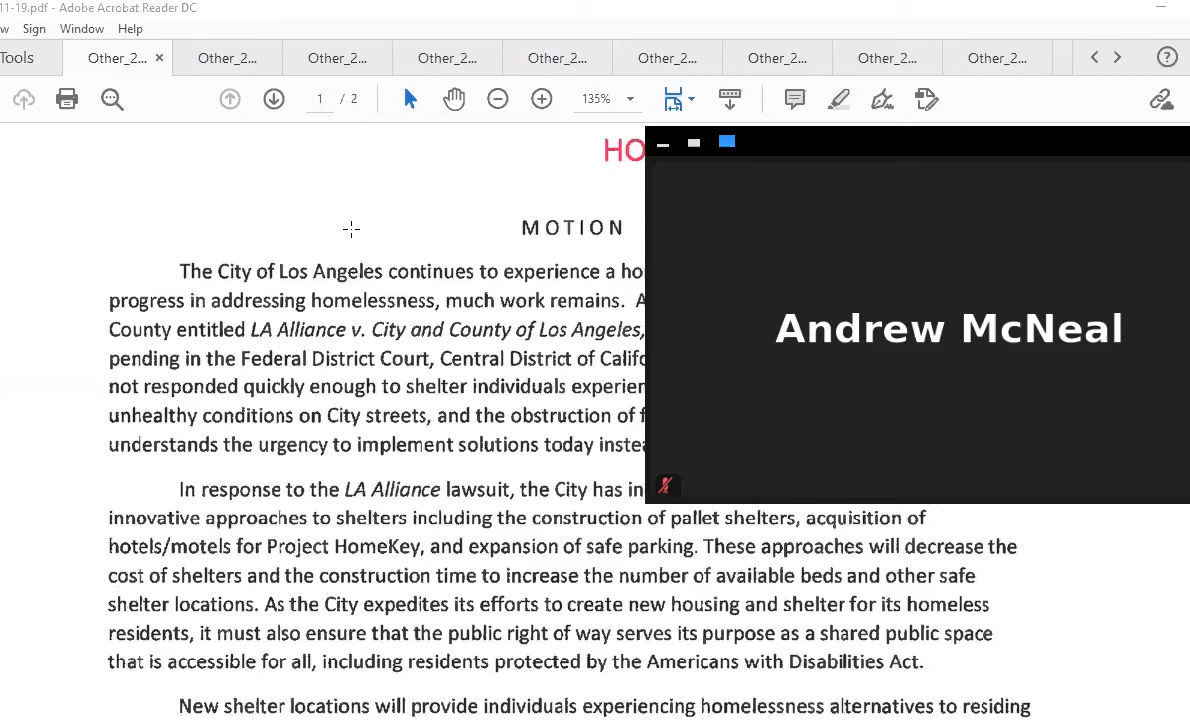 11-19.pdf - Adobe Acrobat Reader DC
w Sign Window Help
Tools Other_2... × Other_2... Other_2... Other_2... Other_2... Other_2... Other_2... Other_2... Other_2...
1 / 2 135%
HO
MOTION
The City of Los Angeles continues to experience a ho
progress in addressing homelessness, much work remains. A
County entitled LA Alliance v. City and County of Los Angeles,
pending in the Federal District Court, Central District of Califo
not responded quickly enough to shelter individuals experien
unhealthy conditions on City streets, and the obstruction of f
understands the urgency to implement solutions today instea
Andrew McNeal
In response to the LA Alliance lawsuit, the City has in
innovative approaches to shelters including the construction of pallet shelters, acquisition of
hotels/motels for Project HomeKey, and expansion of safe parking. These approaches will decrease the
cost of shelters and the construction time to increase the number of available beds and other safe
shelter locations. As the City expedites its efforts to create new housing and shelter for its homeless
residents, it must also ensure that the public right of way serves its purpose as a shared public space
that is accessible for all, including residents protected by the Americans with Disabilities Act.
New shelter locations will provide individuals experiencing homelessness alternatives to residing